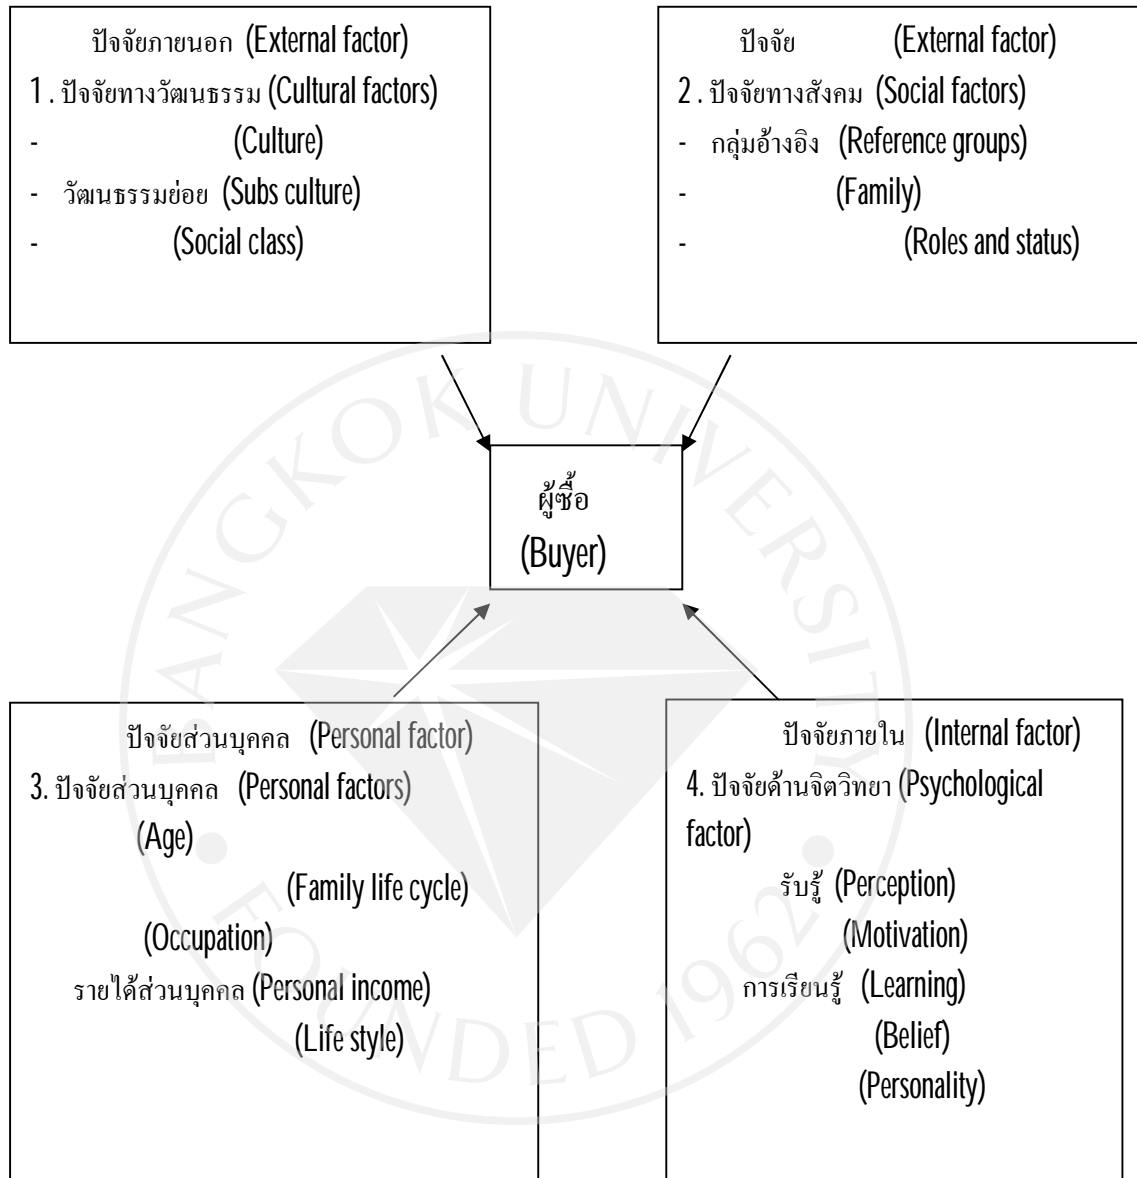 ปัจจัยภายนอก (External factor)
1 . ปัจจัยทางวัฒนธรรม (Cultural factors)
- (Culture)
- วัฒนธรรมย่อย (Subs culture)
- (Social class)
ปัจจัย (External factor)
2 . ปัจจัยทางสังคม (Social factors)
- กลุ่มอ้างอิง (Reference groups)
- (Family)
- (Roles and status)
ผู้ซื้อ
(Buyer)
ปัจจัยส่วนบุคคล (Personal factor)
3. ปัจจัยส่วนบุคคล (Personal factors)
(Age)
(Family life cycle)
(Occupation)
รายได้ส่วนบุคคล (Personal income)
(Life style)
ปัจจัยภายใน (Internal factor)
4. ปัจจัยด้านจิตวิทยา (Psychological
factor)
รับรู้ (Perception)
(Motivation)
การเรียนรู้ (Learning)
(Belief)
(Personality)
BANGKOK UNIVERSITY
FOUNDED 1962